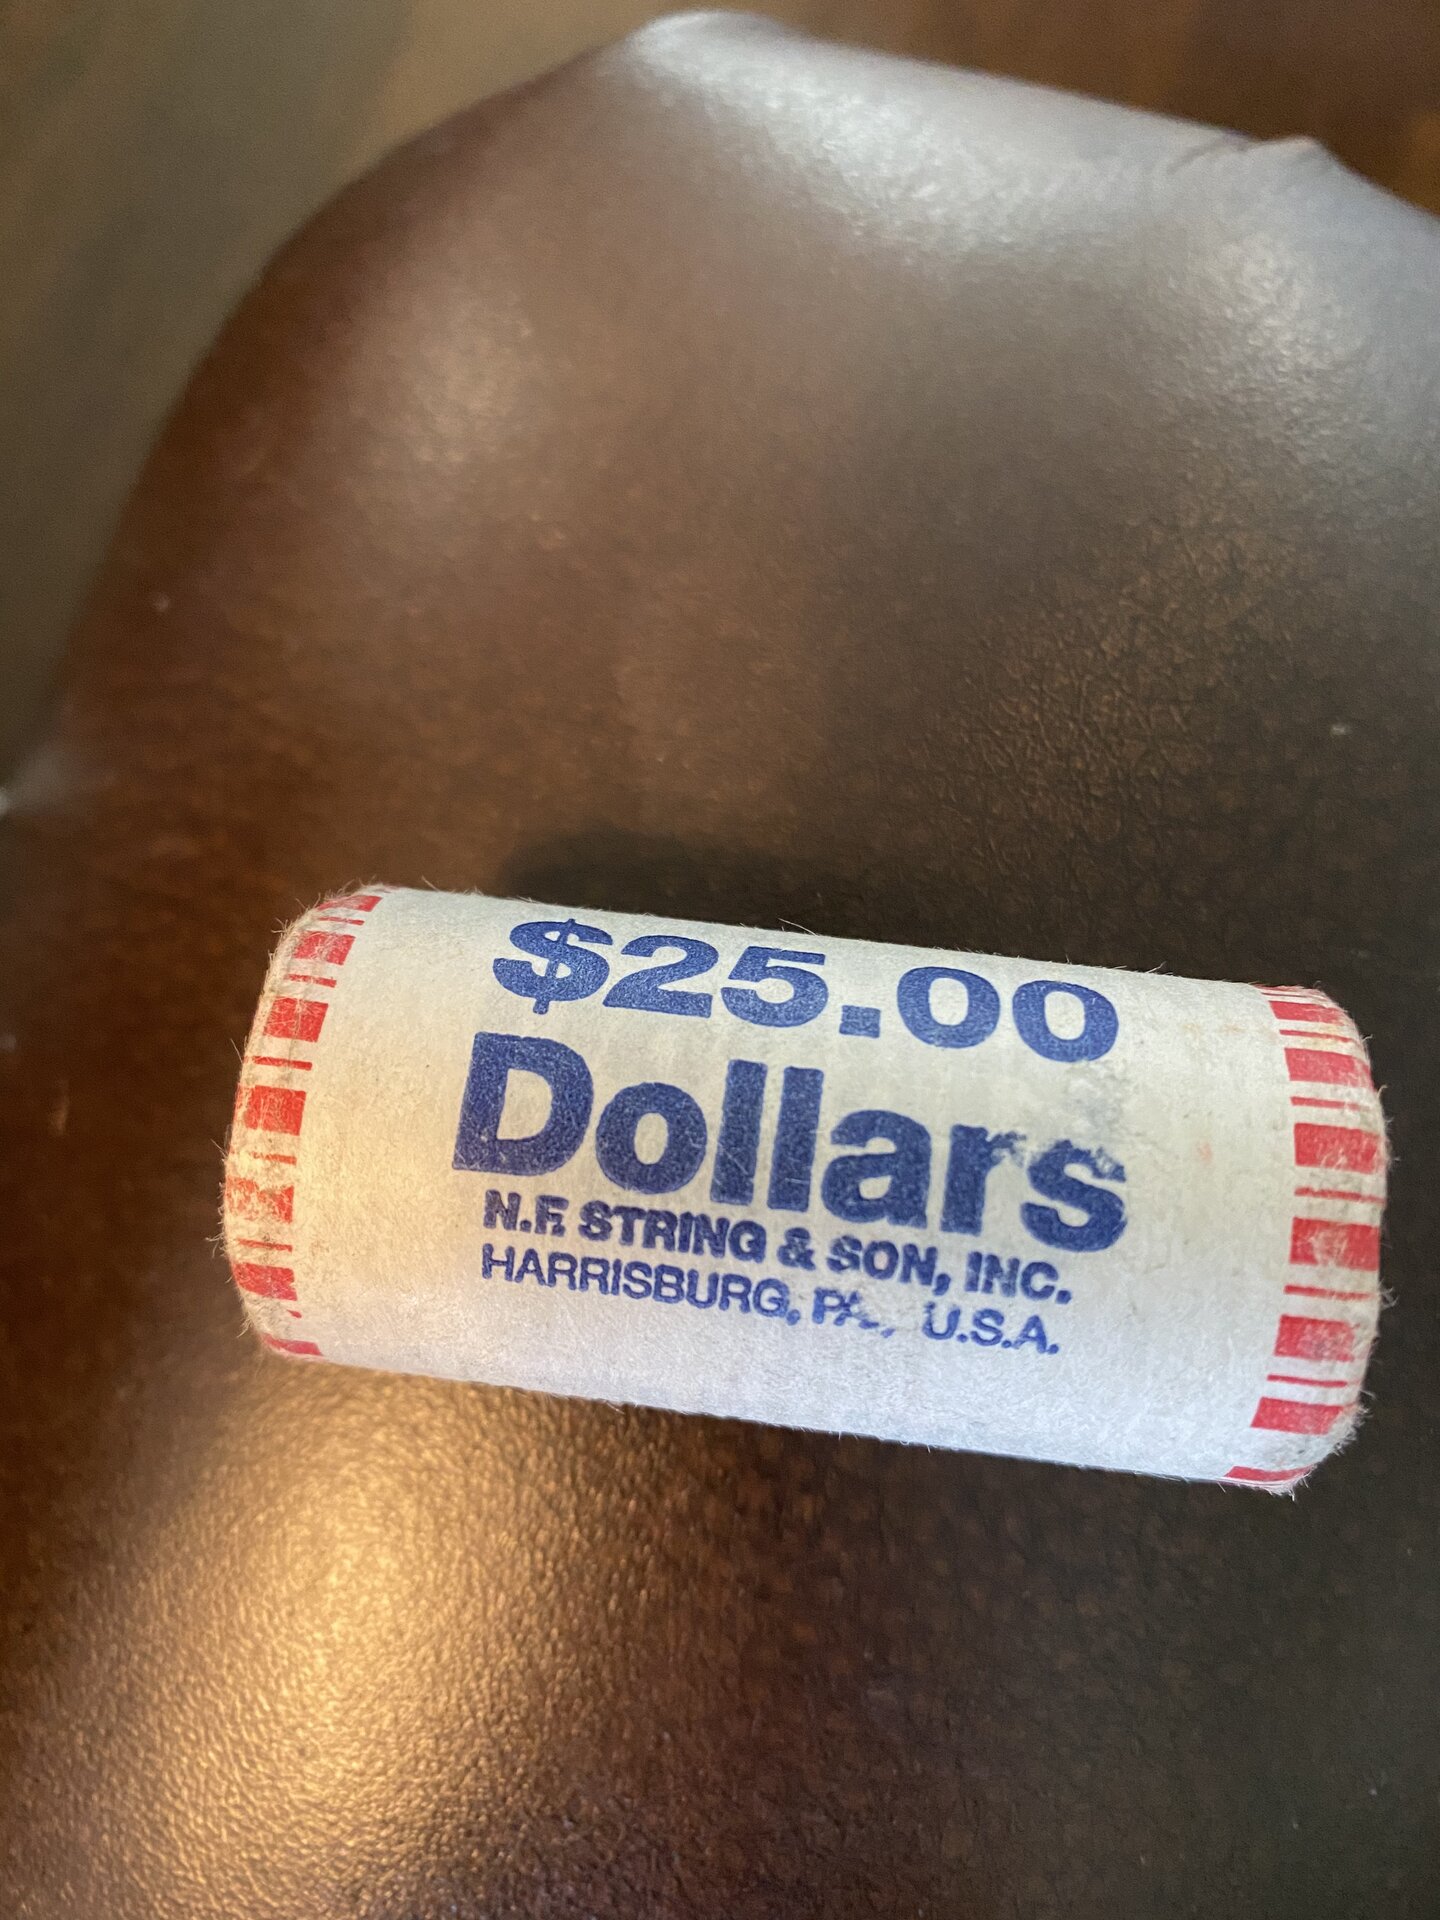 $25.00
Dollars
N.F. STRING & SON, INC.
HARRISBURG, PA., U.S.A.